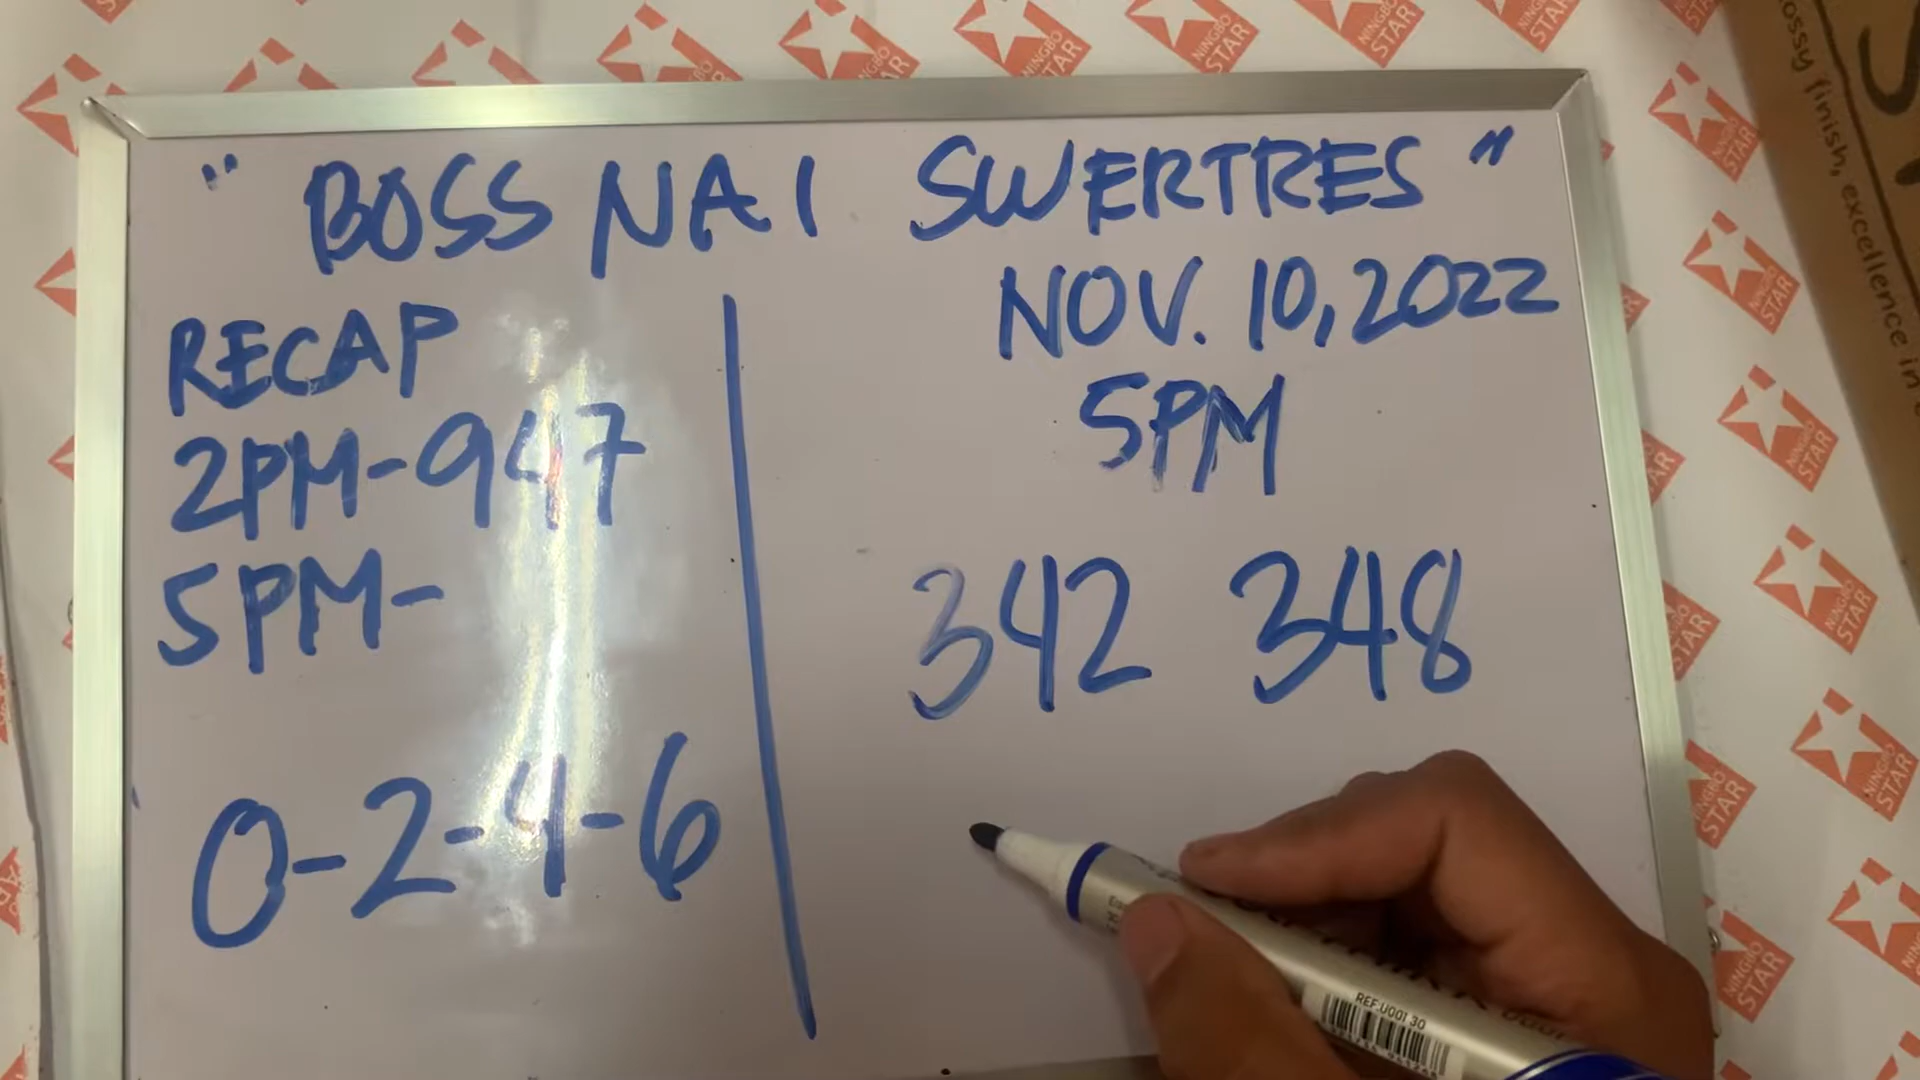 "BOSS NAI SWERTRES"
RECAP
2PM-947
5PM-
0-2-4-6
NOV. 10, 2022
5PM
342 348
REF:U001 30
NINGBO STAR
ossy finish, excellence in